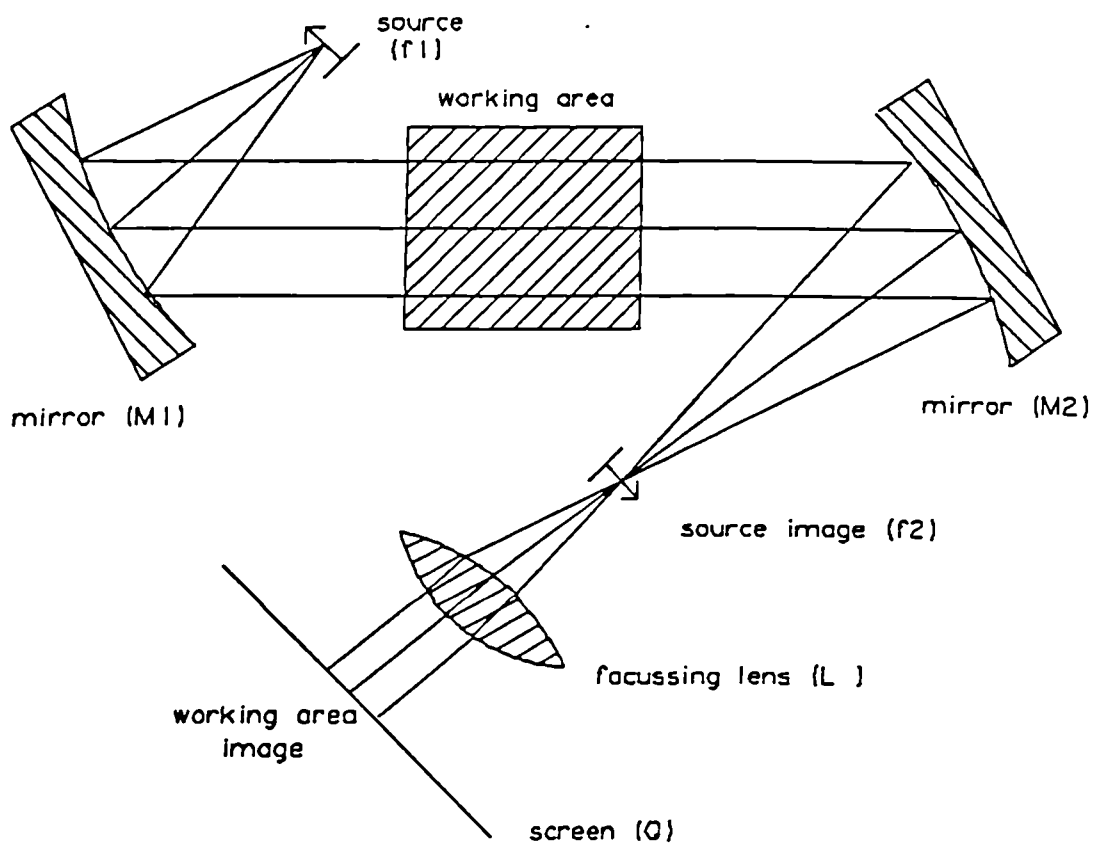 source
(f1)
working area
mirror (M1)
mirror (M2)
source image (f2)
focussing lens (L )
working area
image
screen (Q)